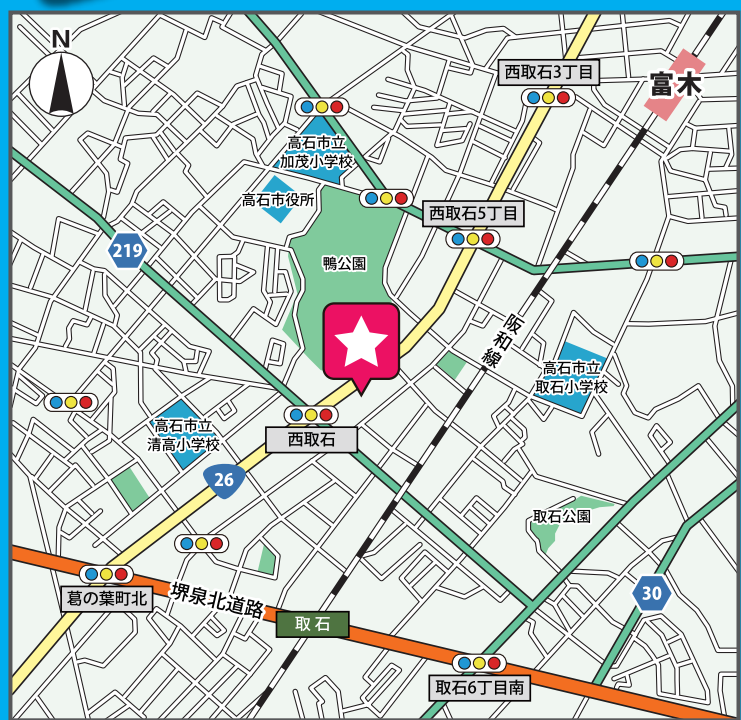 N
西取石3丁目
富木
高石市立
加茂小学校
高石市役所
西取石5丁目
219
鴨公園
阪和線
高石市立
取石小学校
高石市立
清高小学校
西取石
26
取石公園
葛の葉町北
堺泉北道路
取石
30
取石6丁目南